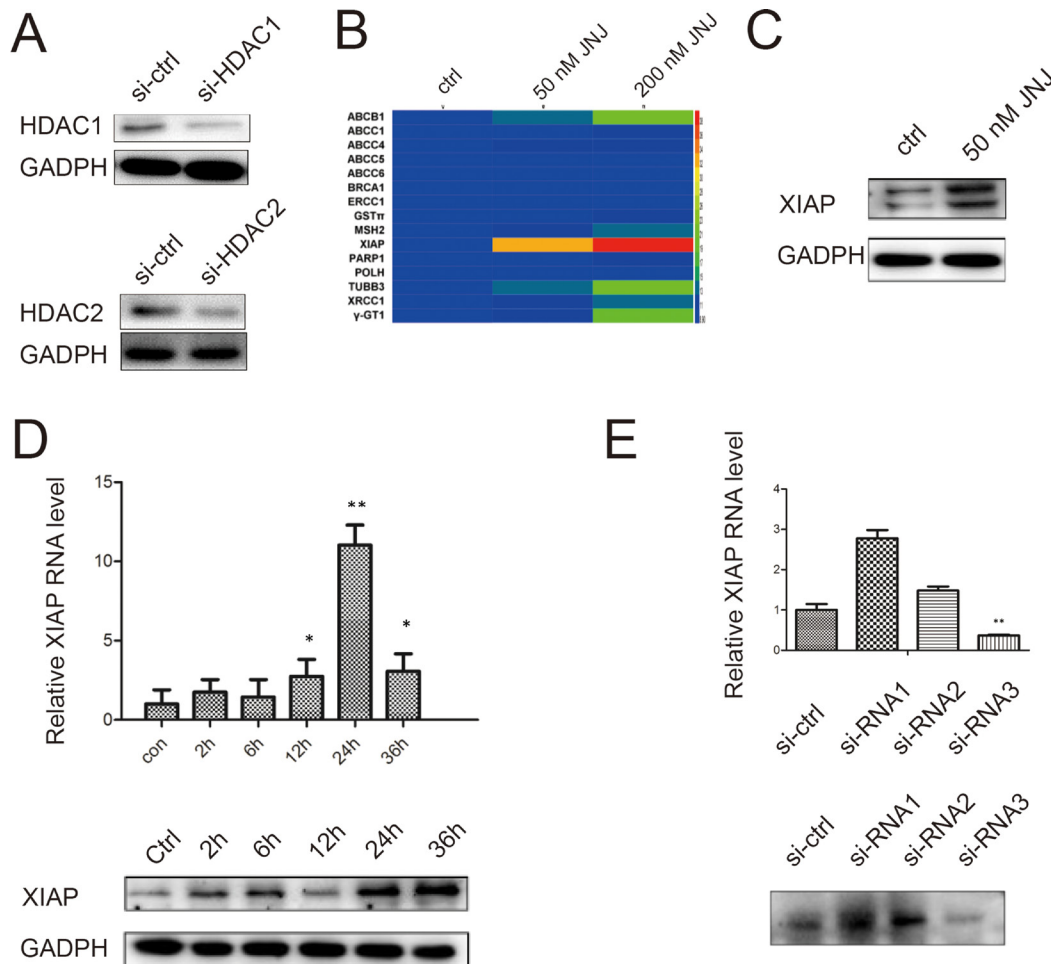 A
si-ctrl
si-HDAC1
HDAC1
GADPH
si-ctrl
si-HDAC2
HDAC2
GADPH
B
ctrl
50 nM JNJ
200 nM JNJ
ABCB1
ABCC1
ABCC4
ABCC5
ABCC6
BRCA1
ERCC1
GSTπ
MSH2
XIAP
PARP1
POLH
TUBB3
XRCC1
γ-GT1
C
ctrl
50 nM JNJ
XIAP
GADPH
D
Relative XIAP RNA level
15
10
5
0
*
**
*
con
2h
6h
12h
24h
36h
Ctrl
2h
6h
12h
24h
36h
XIAP
GADPH
E
Relative XIAP RNA level
4
3
2
1
0
**
si-ctrl
si-RNA1
si-RNA2
si-RNA3
si-ctrl
si-RNA1
si-RNA2
si-RNA3